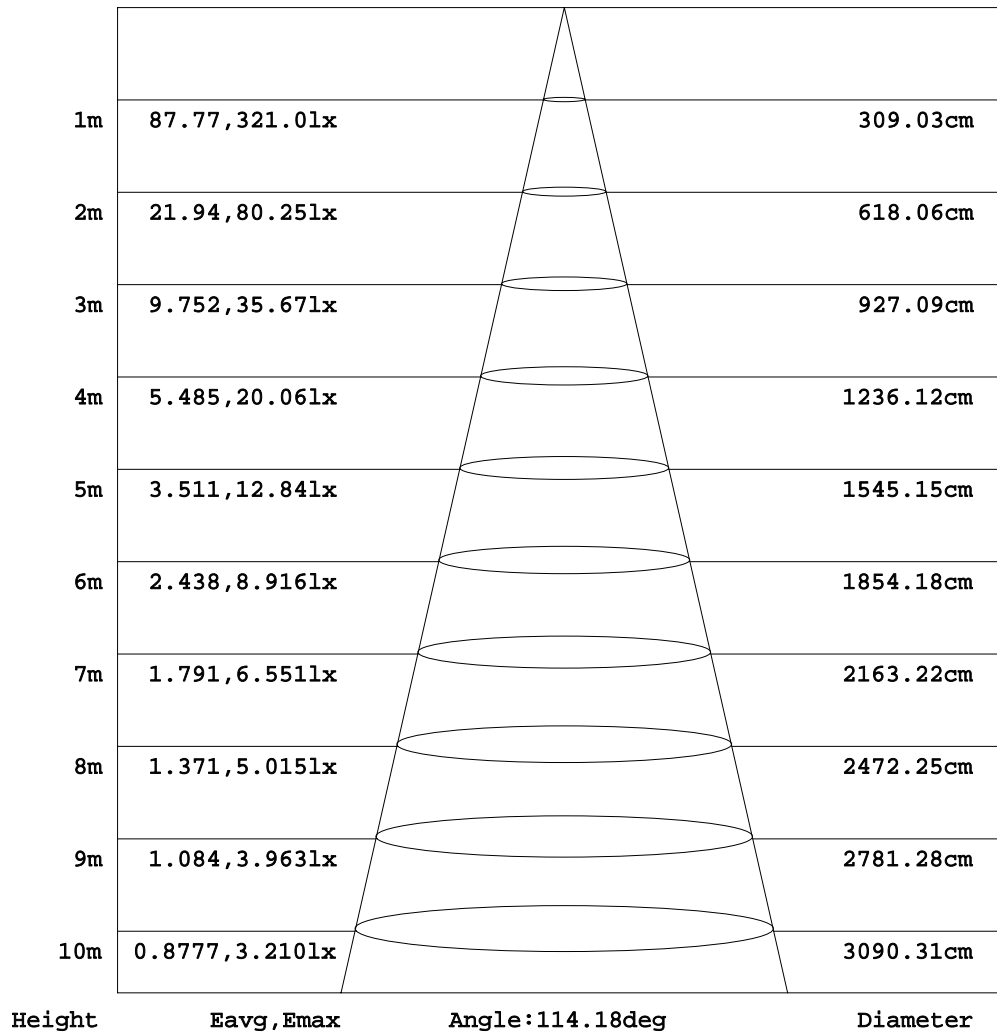 1m 87.77,321.0lx 309.03cm
2m 21.94,80.25lx 618.06cm
3m 9.752,35.67lx 927.09cm
4m 5.485,20.06lx 1236.12cm
5m 3.511,12.84lx 1545.15cm
6m 2.438,8.916lx 1854.18cm
7m 1.791,6.551lx 2163.22cm
8m 1.371,5.015lx 2472.25cm
9m 1.084,3.963lx 2781.28cm
10m 0.8777,3.210lx 3090.31cm
Height Eavg,Emax Angle:114.18deg Diameter